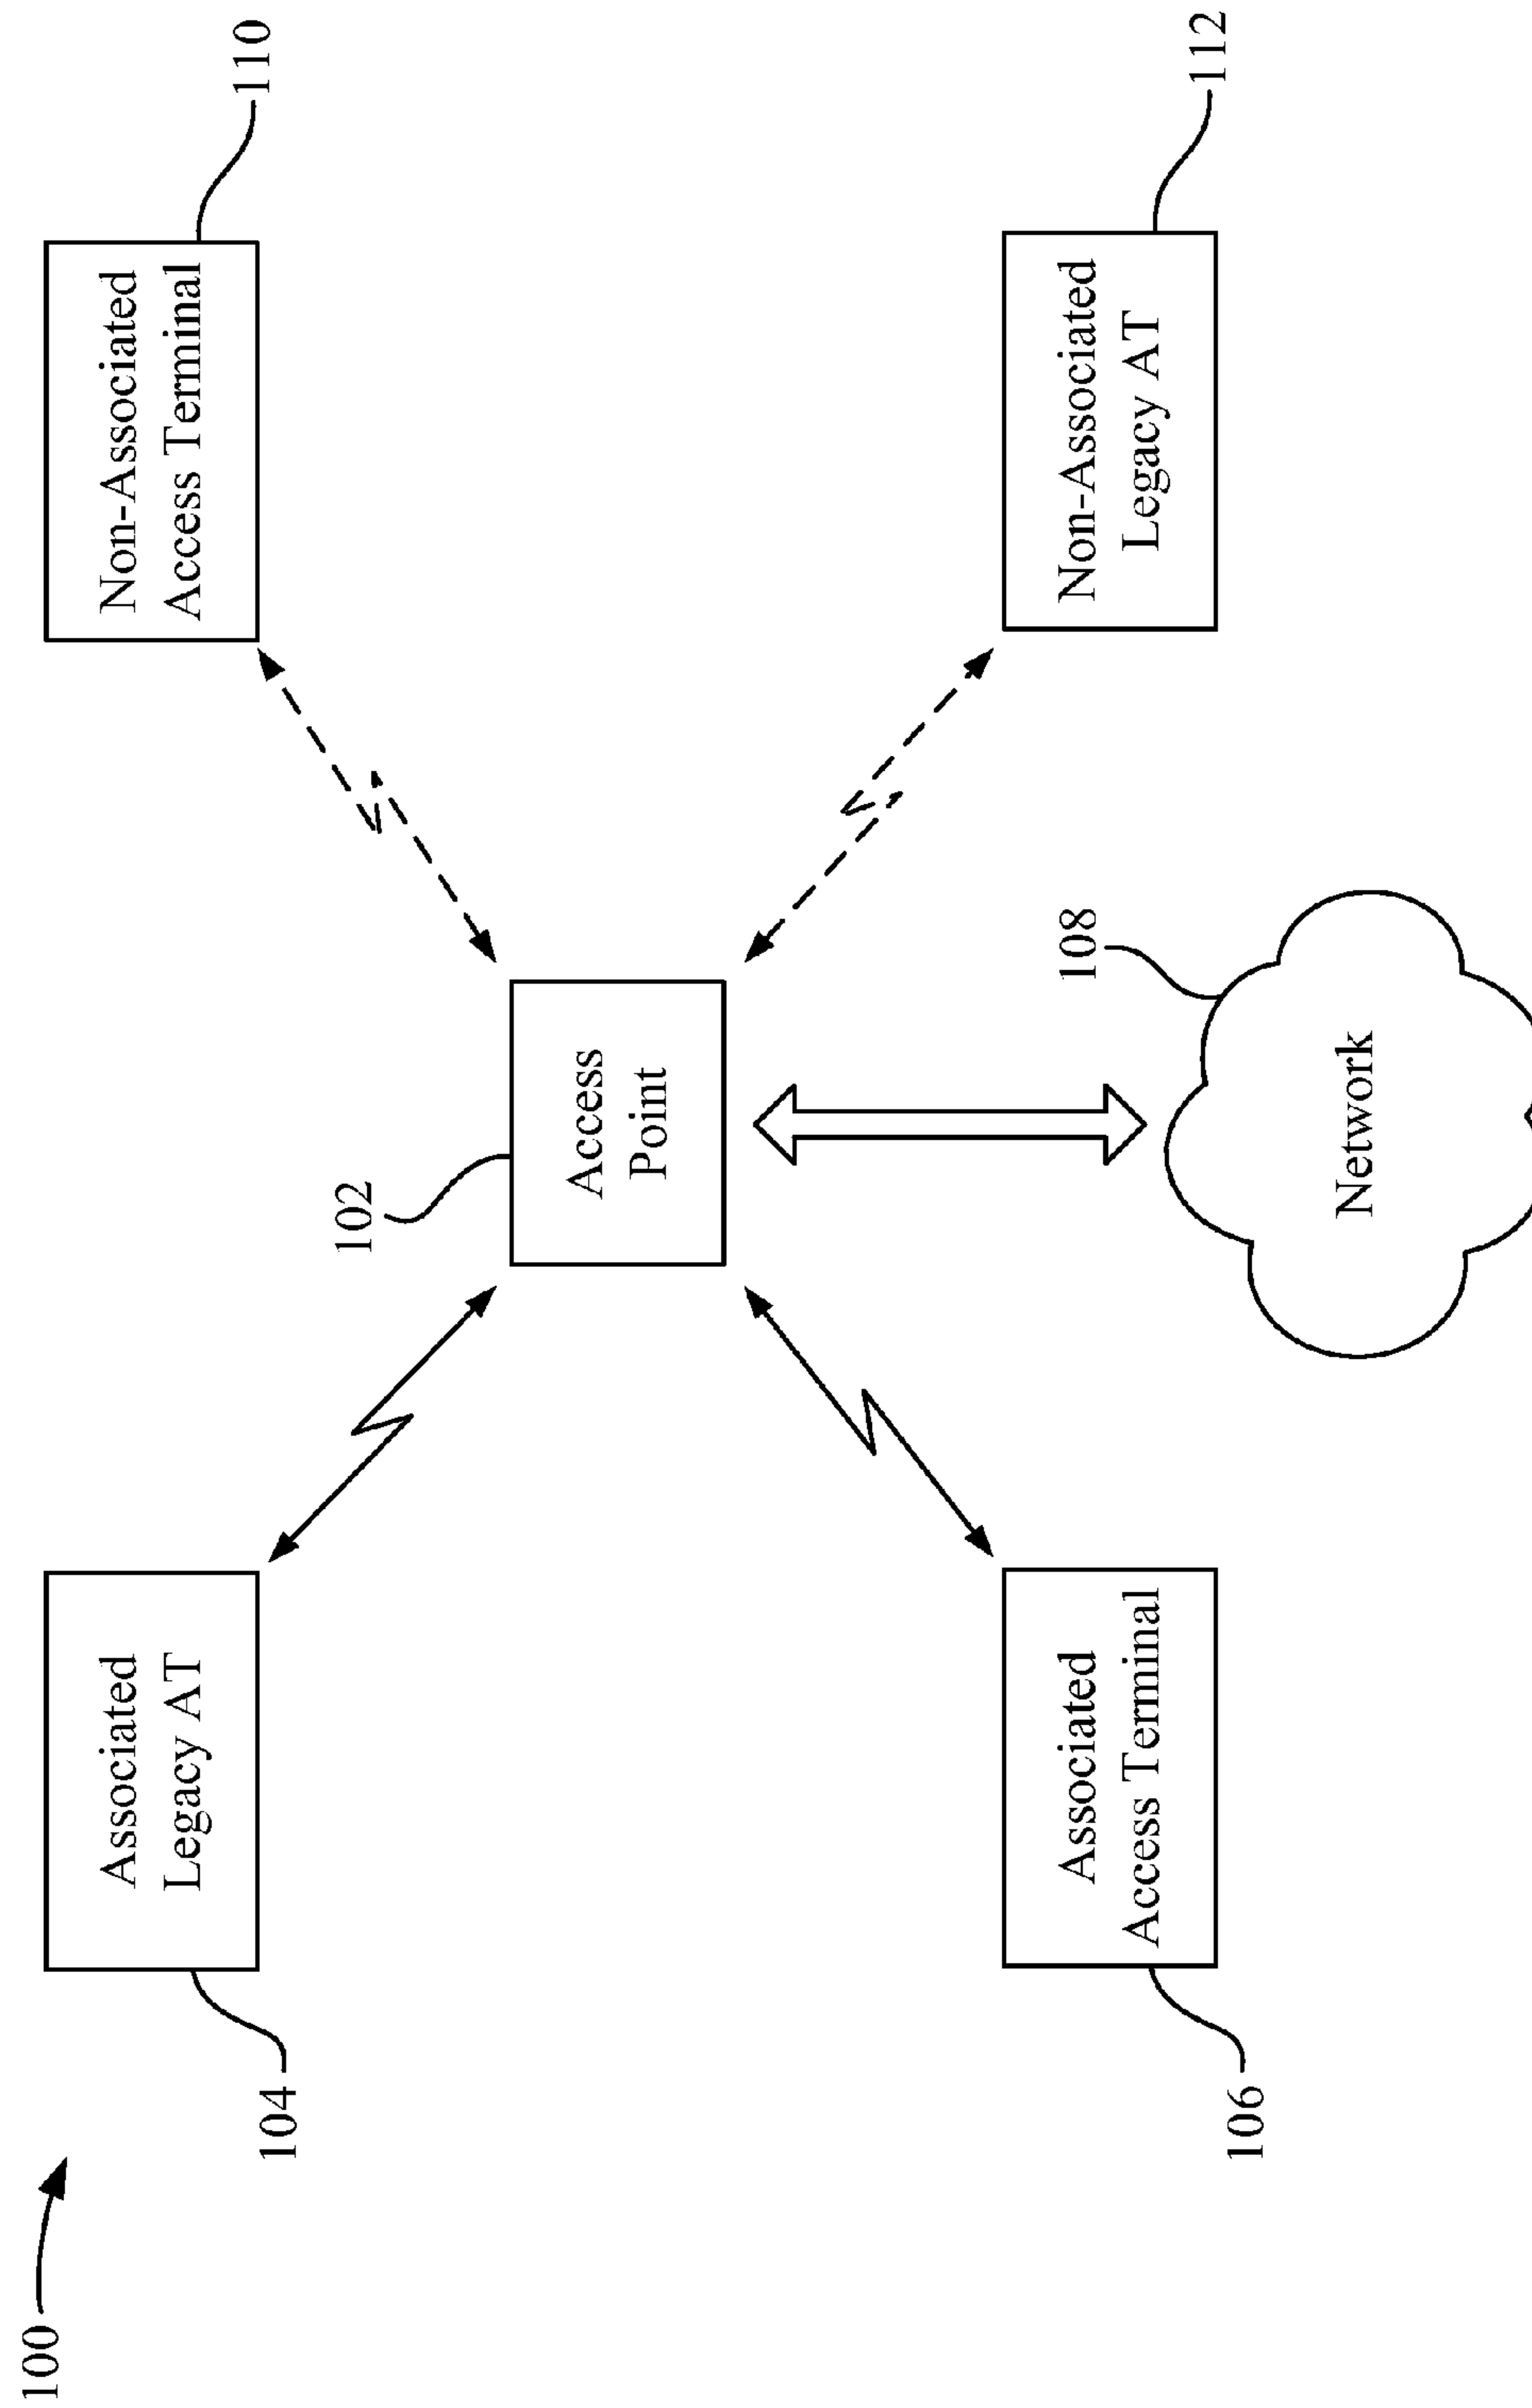 100
104
Associated
Legacy AT
Non-Associated
Access Terminal
110
102
Access
Point
106
Associated
Access Terminal
108
Network
Non-Associated
Legacy AT
112